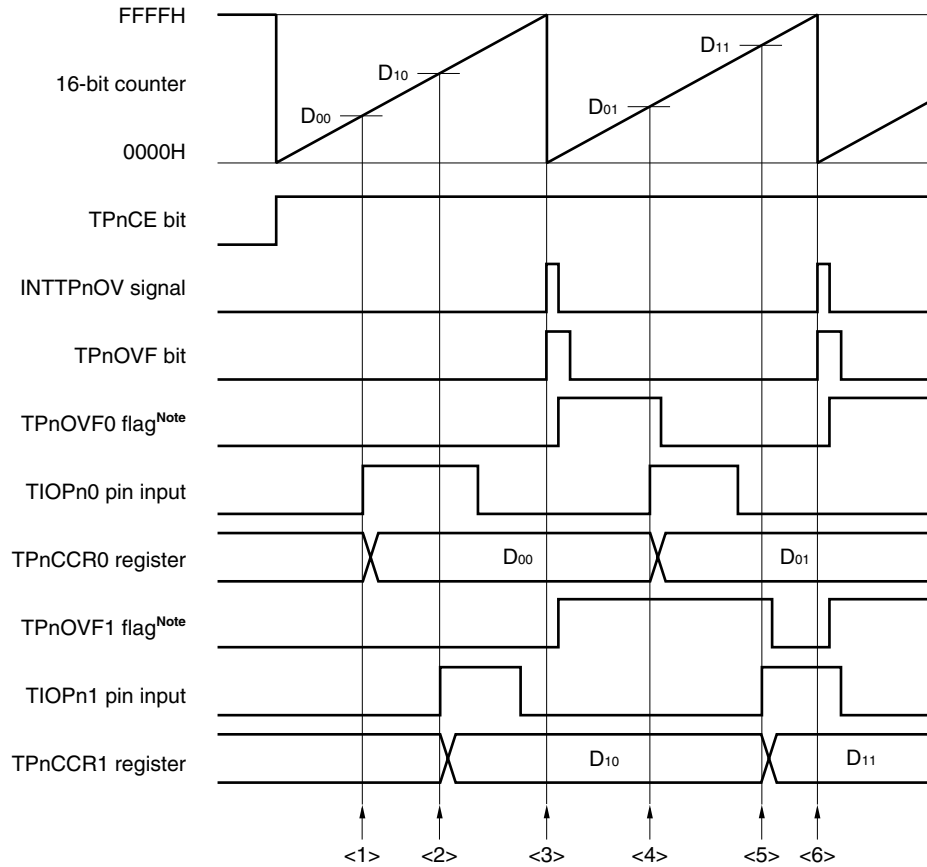 FFFFH
D11
D10
16-bit counter
D01
D00
0000H
TPnCE bit
INTTPnOV signal
TPnOVF bit
TPnOVF0 flagNote
TIOPn0 pin input
TPnCCR0 register D00 D01
TPnOVF1 flagNote
TIOPn1 pin input
TPnCCR1 register D10 D11
<1> <2> <3> <4> <5> <6>